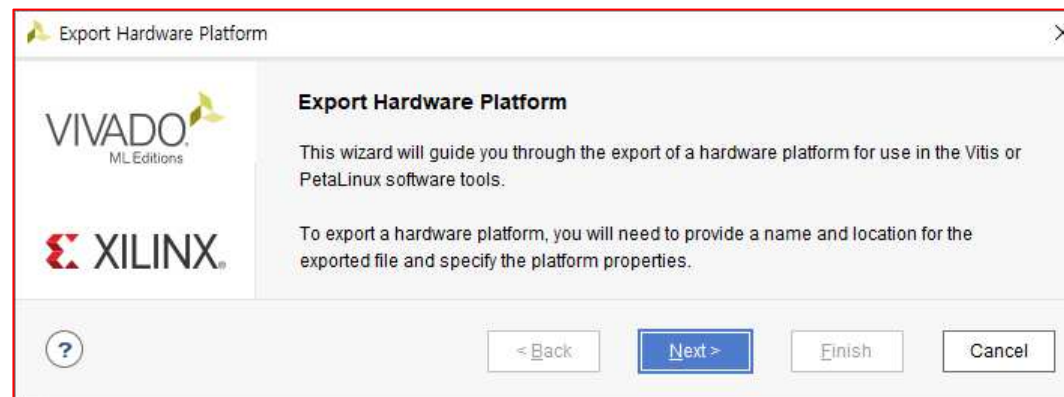 Export Hardware Platform
VIVADO.
ML Editions
XILINX.
Export Hardware Platform
This wizard will guide you through the export of a hardware platform for use in the Vitis or
PetaLinux software tools.
To export a hardware platform, you will need to provide a name and location for the
exported file and specify the platform properties.
?
< Back
Next >
Finish
Cancel